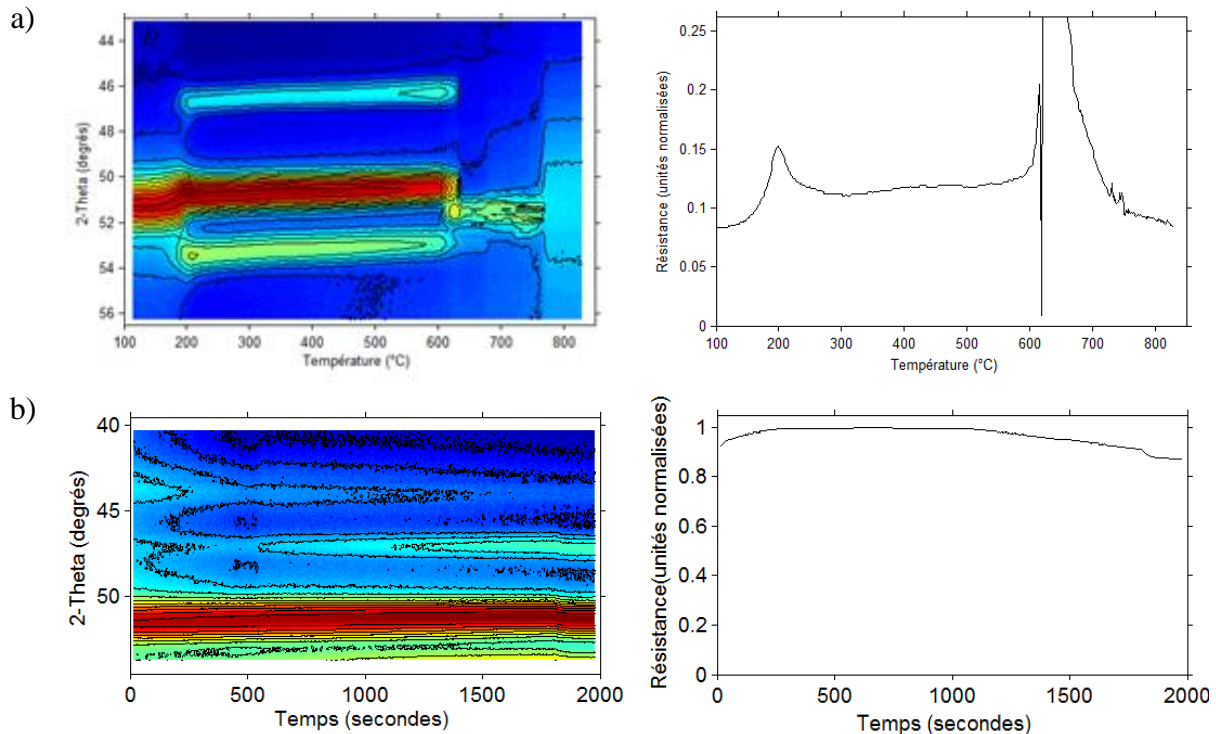 a)
2-Theta (degrés)
44
46
48
50
52
54
56
100 200 300 400 500 600 700 800
Température (°C)
Résistance (unités normalisées)
0.25
0.2
0.15
0.1
0.05
0
100 200 300 400 500 600 700 800
Température (°C)
b)
2-Theta (degrés)
40
45
50
0 500 1000 1500 2000
Temps (secondes)
Résistance(unités normalisées)
1
0.8
0.6
0.4
0.2
0
0 500 1000 1500 2000
Temps (secondes)